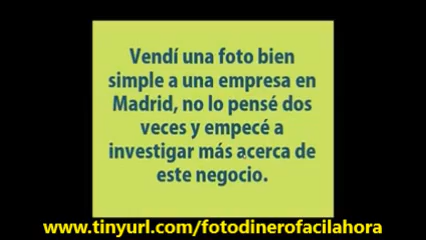 Vendí una foto bien
simple a una empresa en
Madrid, no lo pensé dos
veces y empecé a
investigar más acerca de
este negocio.
www.tinyurl.com/fotodinerofacilahora